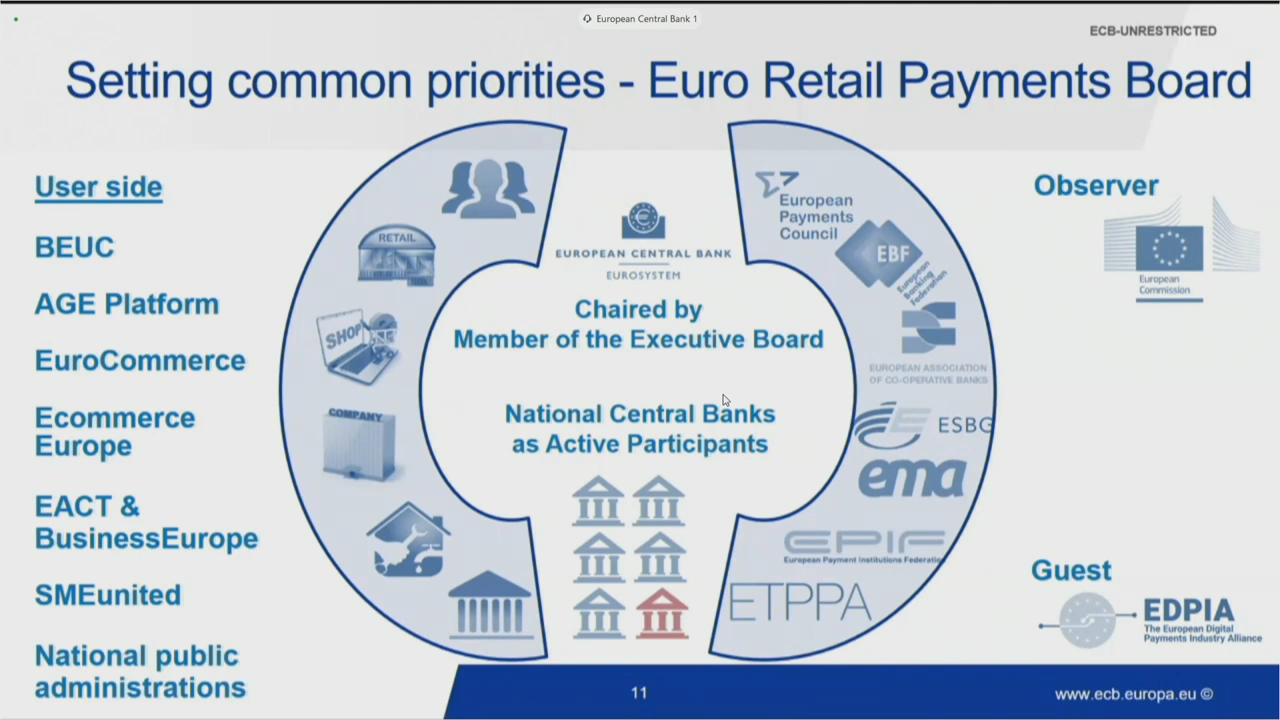 European Central Bank 1
ECB-UNRESTRICTED
Setting common priorities - Euro Retail Payments Board
User side
BEUC
AGE Platform
EuroCommerce
Ecommerce
Europe
EACT &
BusinessEurope
SMEunited
National public
administrations
RETAIL
SHOP
COMPANY
EUROPEAN CENTRAL BANK
EUROSYSTEM
Chaired by
Member of the Executive Board
National Central Banks
as Active Participants
European
Payments
Council
EBF
European
Banking
Federation
EUROPEAN ASSOCIATION
OF CO-OPERATIVE BANKS
ESBG
ema
EPIF
European Payment Institutions Federation
ETPPA
Observer
European
Commission
Guest
EDPIA
The European Digital
Payments Industry Alliance
11
www.ecb.europa.eu ©